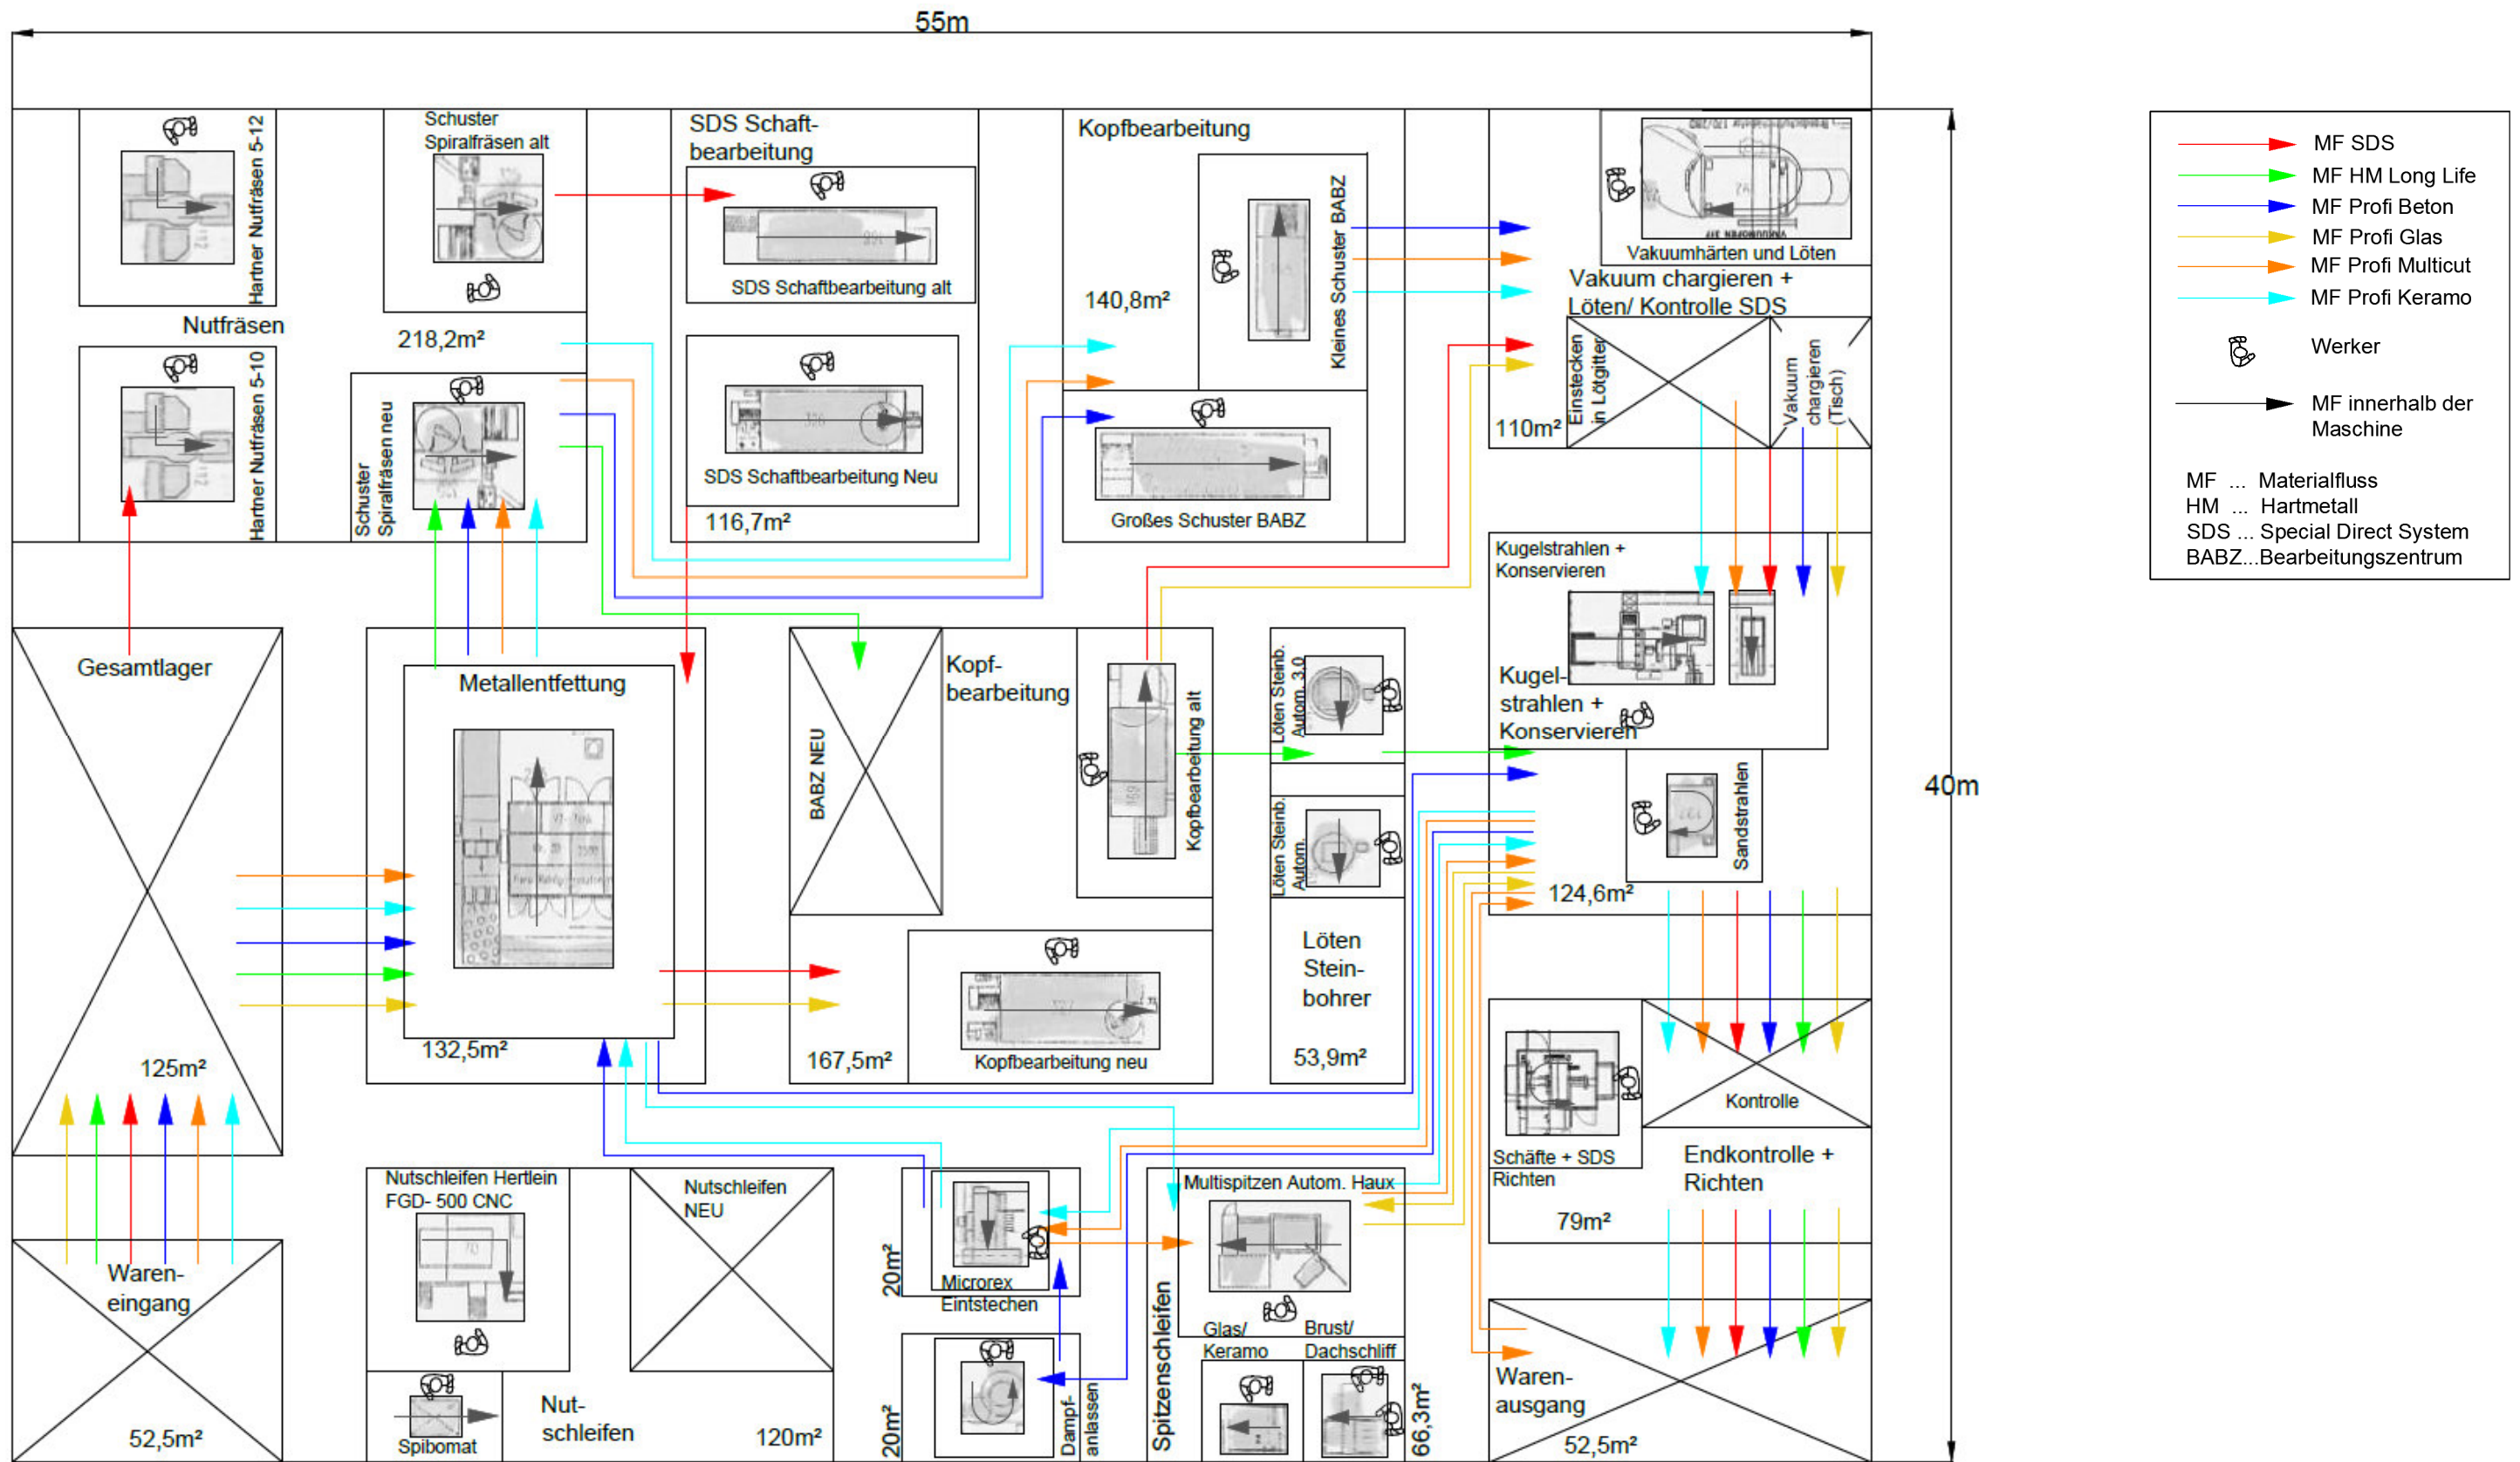 55m
Hartner Nutfräsen 5-12
Schuster
Spiralfräsen alt
Nutfräsen
218,2m²
Hartner Nutfräsen 5-10
Schuster
Spiralfräsen neu
SDS Schaft-
bearbeitung
SDS Schaftbearbeitung alt
SDS Schaftbearbeitung Neu
116,7m²
Kopfbearbeitung
140,8m²
Kleines Schuster BABZ
Großes Schuster BABZ
Vakuumhärten und Löten
Vakuum chargieren +
Löten/ Kontrolle SDS
Einstecken
in Lötgitter
Vakuum
chargieren
(Tisch)
110m²
MF SDS
MF HM Long Life
MF Profi Beton
MF Profi Glas
MF Profi Multicut
MF Profi Keramo
Werker
MF innerhalb der
Maschine
MF ... Materialfluss
HM ... Hartmetall
SDS ... Special Direct System
BABZ...Bearbeitungszentrum
Gesamtlager
125m²
Metallentfettung
132,5m²
BABZ NEU
Kopf-
bearbeitung
Kopfbearbeitung alt
Kopfbearbeitung neu
167,5m²
Löten Steinb.
Autom. 3.0
Löten Steinb.
Autom.
Löten
Stein-
bohrer
53,9m²
Kugelstrahlen +
Konservieren
Kugel-
strahlen +
Konservieren
Sandstrahlen
124,6m²
40m
Kontrolle
Schäfte + SDS
Richten
Endkontrolle +
Richten
79m²
Waren-
eingang
52,5m²
Nutschleifen Hertlein
FGD- 500 CNC
Nutschleifen
NEU
Spibomat
Nut-
schleifen
120m²
20m²
Microrex
Eintstechen
20m²
Dampf-
anlassen
Spitzenschleifen
Multispitzen Autom. Haux
Glas/
Keramo
Brust/
Dachschliff
66,3m²
Waren-
ausgang
52,5m²